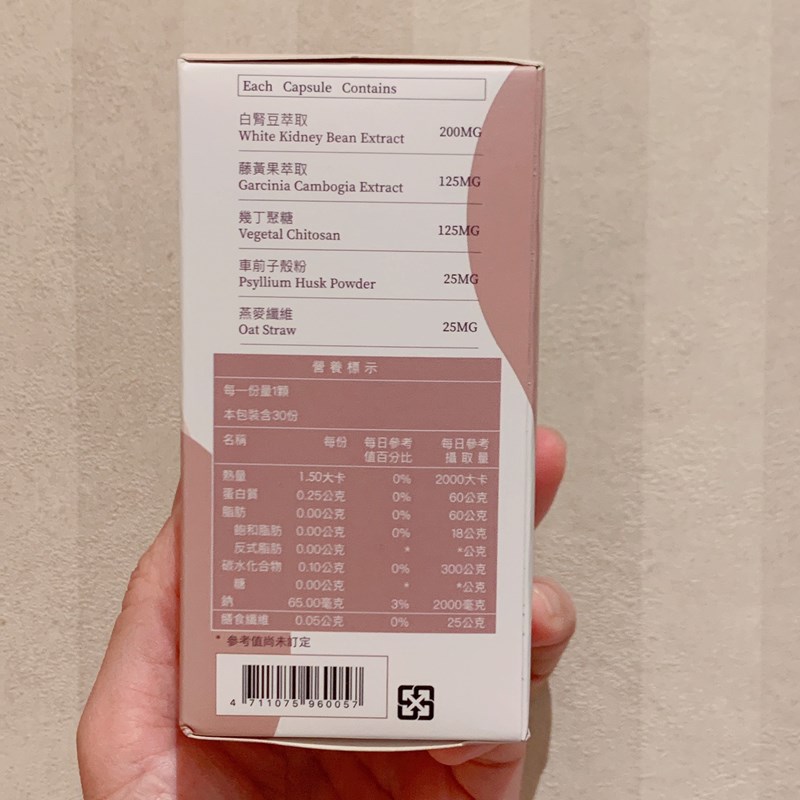 Each Capsule Contains
白腎豆萃取
White Kidney Bean Extract 200MG
藤黃果萃取
Garcinia Cambogia Extract 125MG
幾丁聚糖
Vegetal Chitosan 125MG
車前子殼粉
Psyllium Husk Powder 25MG
燕麥纖維
Oat Straw 25MG
營養標示
每一份量1顆
本包裝含30份
名稱 每份 每日參考值百分比 每日參考攝取量
熱量 1.50大卡 0% 2000大卡
蛋白質 0.25公克 0% 60公克
脂肪 0.00公克 0% 60公克
飽和脂肪 0.00公克 0% 18公克
反式脂肪 0.00公克 * *公克
碳水化合物 0.10公克 0% 300公克
糖 0.00公克 * *公克
鈉 65.00毫克 3% 2000毫克
膳食纖維 0.05公克 0% 25公克
* 參考值尚未訂定
4 711075 960057